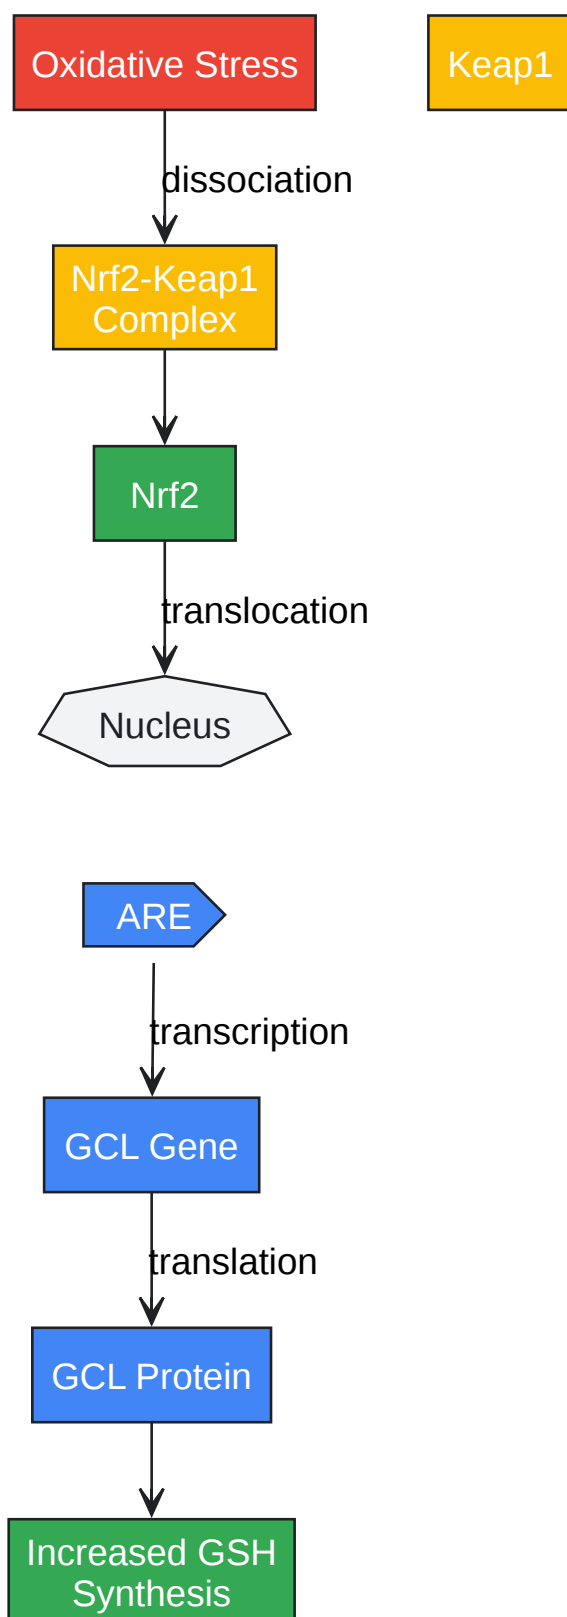 Oxidative Stress
Keap1
dissociation
Nrf2-Keap1
Complex
Nrf2
translocation
Nucleus
ARE
transcription
GCL Gene
translation
GCL Protein
Increased GSH
Synthesis